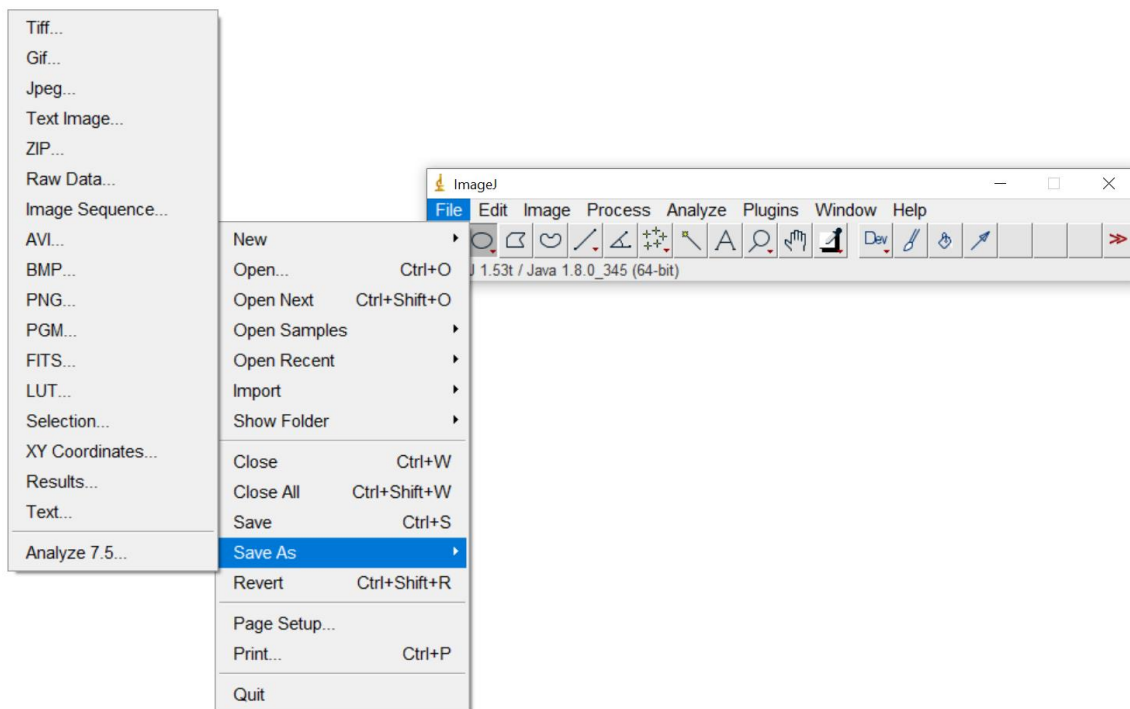 Tiff...
Gif...
Jpeg...
Text Image...
ZIP...
Raw Data...
Image Sequence...
AVI...
BMP...
PNG...
PGM...
FITS...
LUT...
Selection...
XY Coordinates...
Results...
Text...
Analyze 7.5...
ImageJ
File Edit Image Process Analyze Plugins Window Help
A Dev
J 1.53t / Java 1.8.0_345 (64-bit)
New
Open... Ctrl+O
Open Next Ctrl+Shift+O
Open Samples
Open Recent
Import
Show Folder
Close Ctrl+W
Close All Ctrl+Shift+W
Save Ctrl+S
Save As
Revert Ctrl+Shift+R
Page Setup...
Print... Ctrl+P
Quit